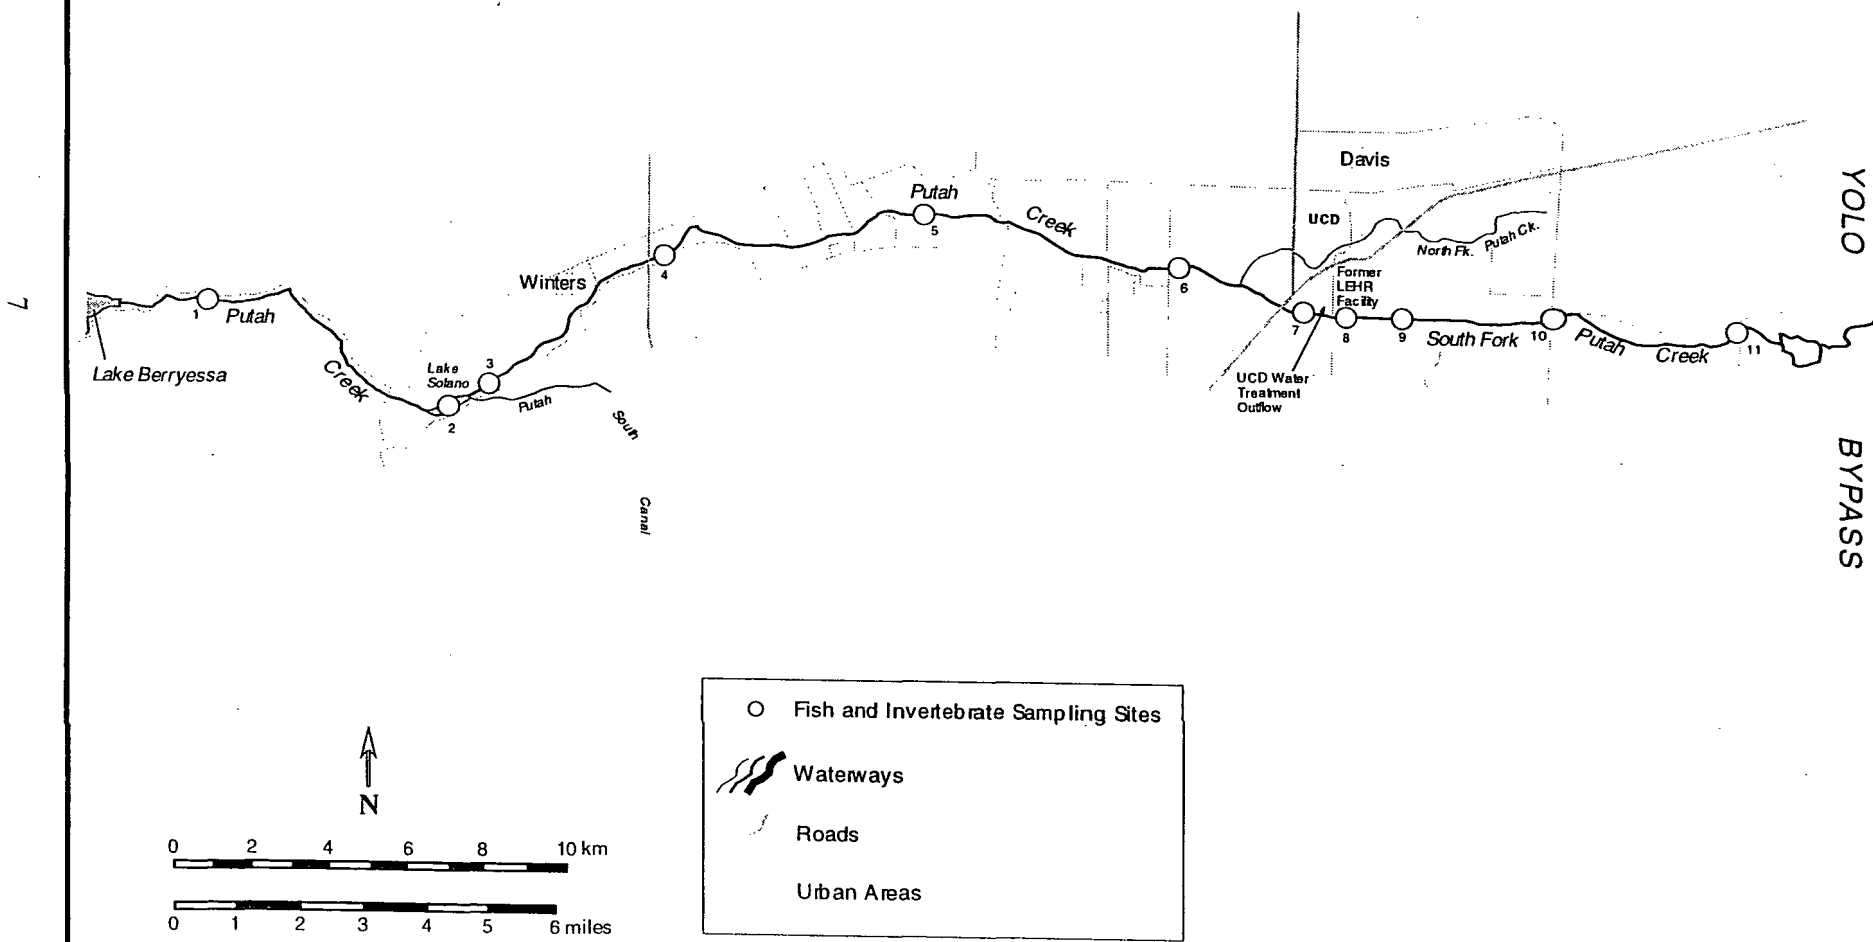 7
Davis
YOLO
Putah
Creek
UCD
North Fk.
Putah Ck.
Winters
4
5
6
Former
LEHR
Facility
1
Putah
Creek
Lake Berryessa
Lake
Solano
3
2
Putah
South
Canal
7
8
9
South Fork
10
Putah
Creek
11
UCD Water
Treatment
Outflow
BYPASS
Fish and Invertebrate Sampling Sites
Waterways
Roads
Urban Areas
N
0 2 4 6 8 10 km
0 1 2 3 4 5 6 miles